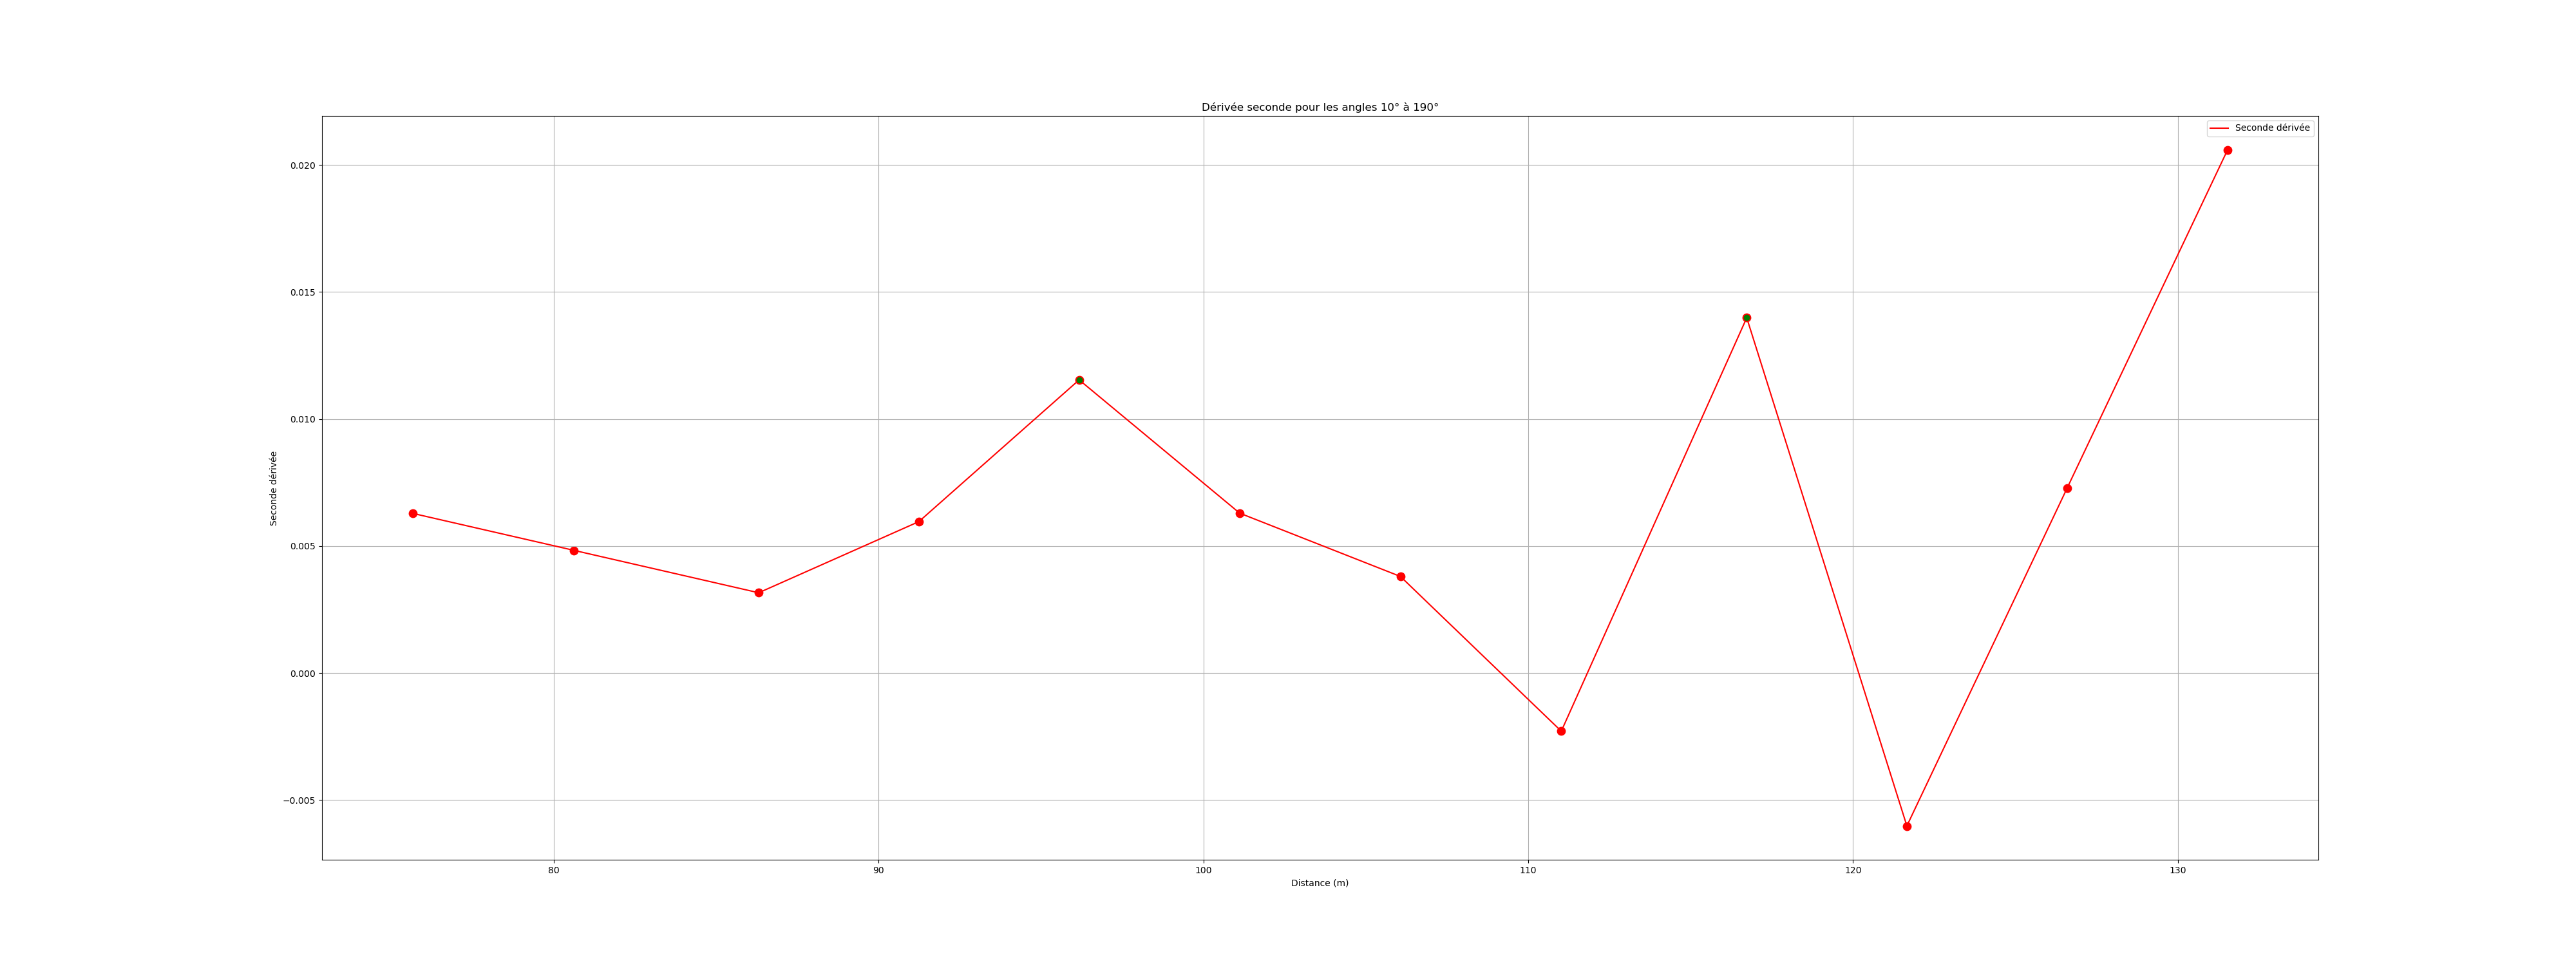 Dérivée seconde pour les angles 10° à 190°
Seconde dérivée
0.020
0.015
0.010
0.005
0.000
−0.005
Seconde dérivée
80 90 100 110 120 130
Distance (m)